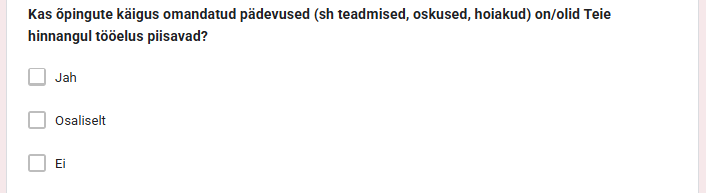 Kas õpingute käigus omandatud pädevused (sh teadmised, oskused, hoiakud) on/olid Teie
hinnangul tööelus piisavad?
Jah
Osaliselt
Ei